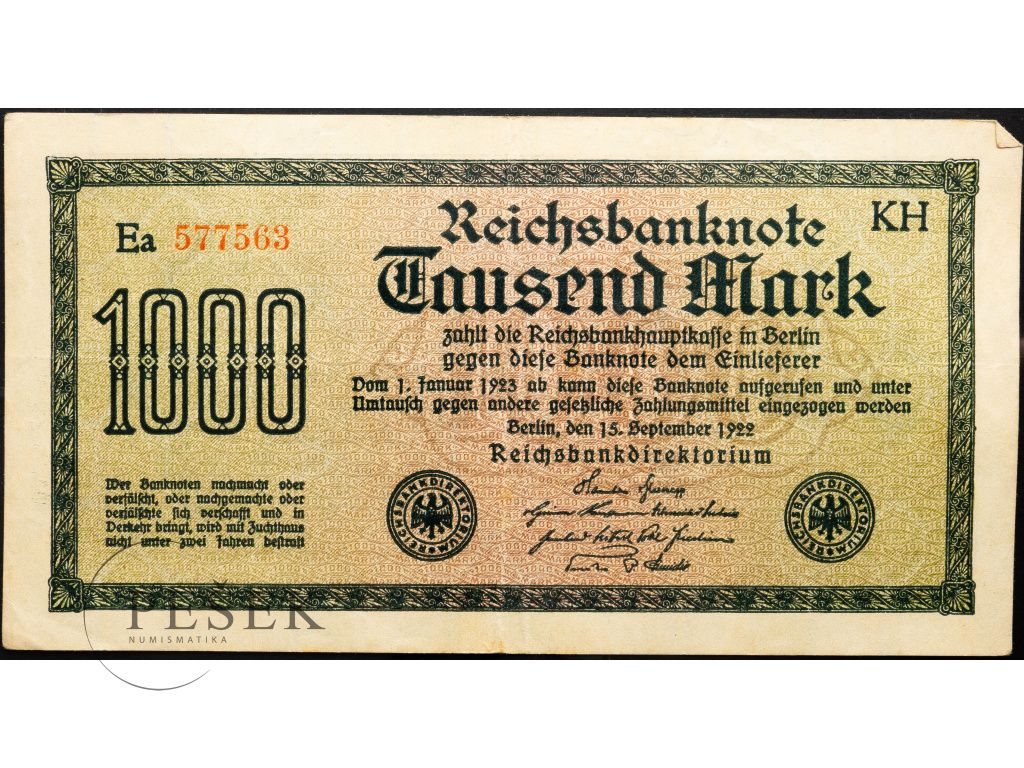 Ea 577563
KH
Reichsbanknote
Tausend Mark
1000
zahlt die Reichsbankhauptkasse in Berlin
gegen diese Banknote dem Einlieferer
Vom 1. Januar 1923 ab kann diese Banknote aufgerufen und unter
Umtausch gegen andere gesetzliche Zahlungsmittel eingezogen werden
Berlin, den 15. September 1922
Reichsbankdirektorium
Wer Banknoten nachmacht oder
verfälscht, oder nachgemachte oder
verfälschte sich verschafft und in
Verkehr bringt, wird mit Zuchthaus
nicht unter zwei Jahren bestraft
REICHSBANKDIREKTORIUM
REICHSBANKDIREKTORIUM
PEŠEK
NUMISMATIKA